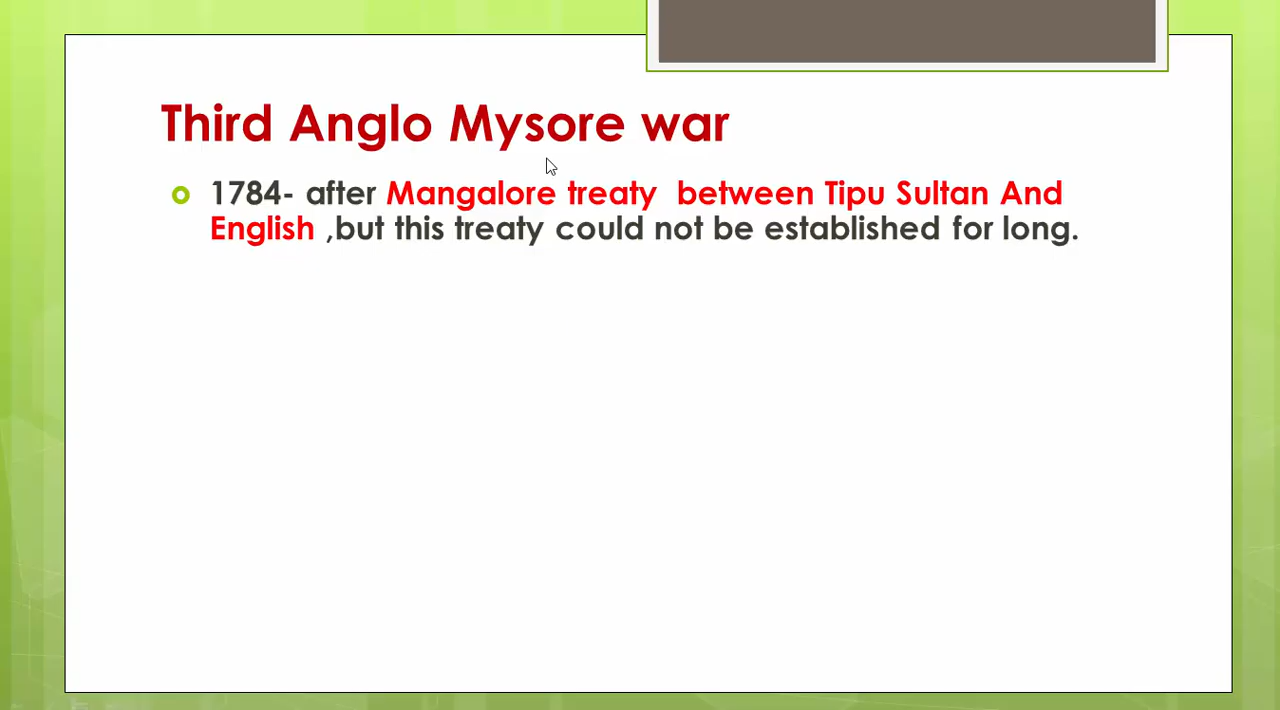 Third Anglo Mysore war
1784- after Mangalore treaty  between Tipu Sultan And
English ,but this treaty could not be established for long.